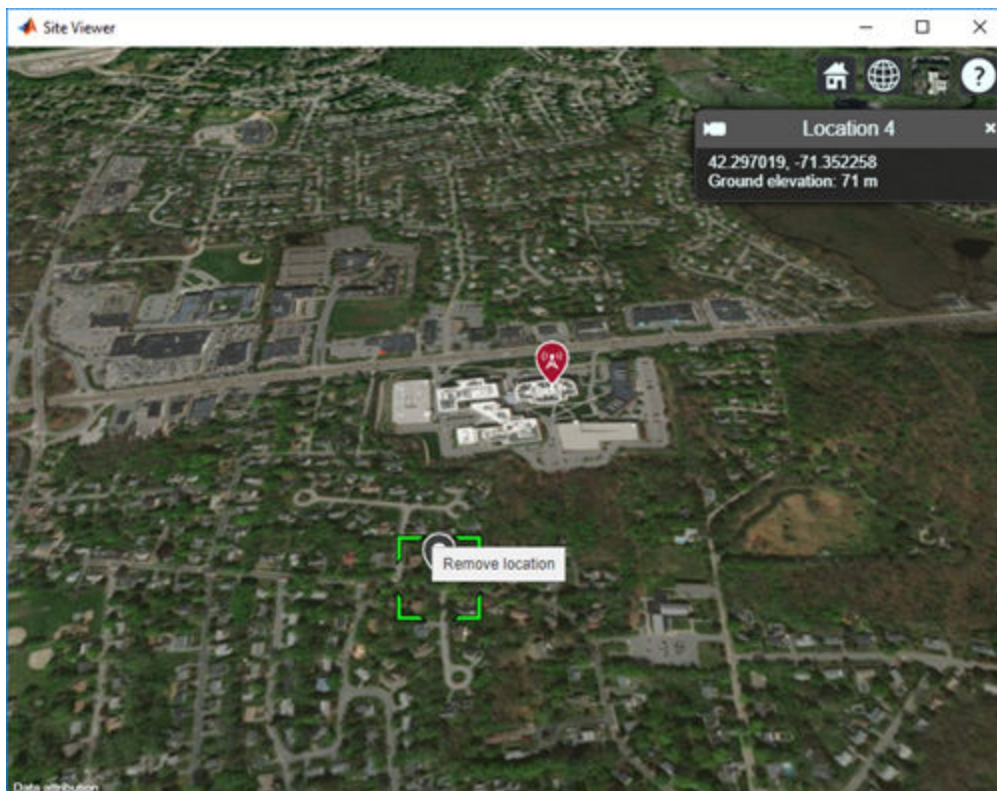 Site Viewer
?
Location 4
42.297019, -71.352258
Ground elevation: 71 m
Remove location
Data attribution